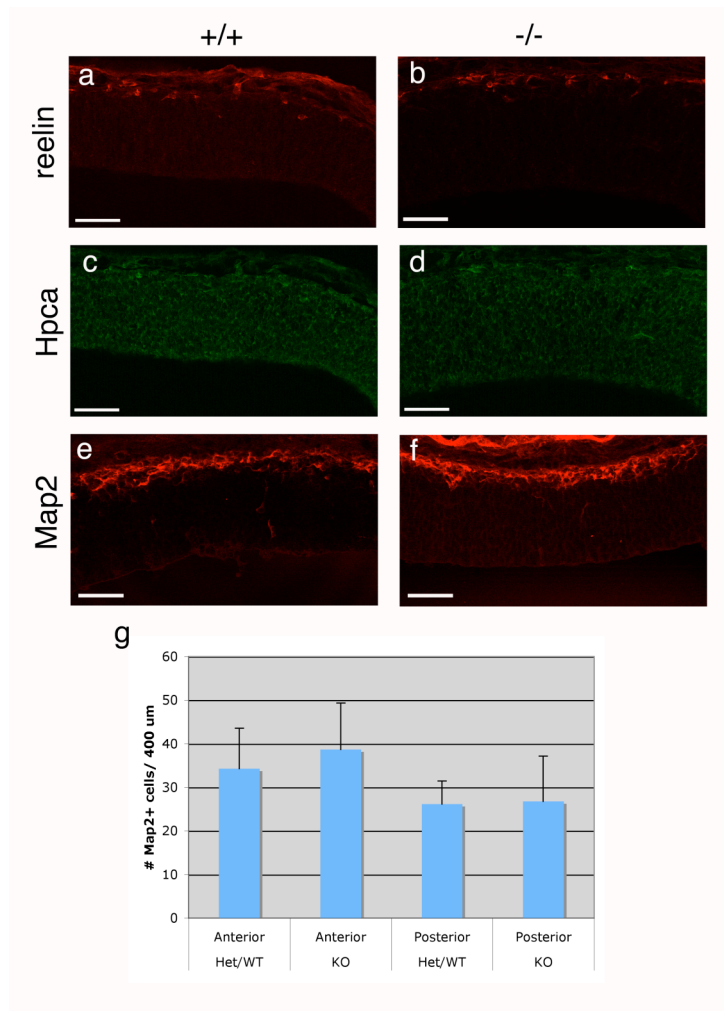 +/+ -/-
reelin
a b
Hpca
c d
Map2
e f
g
# Map2+ cells/ 400 um
60
50
40
30
20
10
0
Anterior Anterior Posterior Posterior
Het/WT KO Het/WT KO